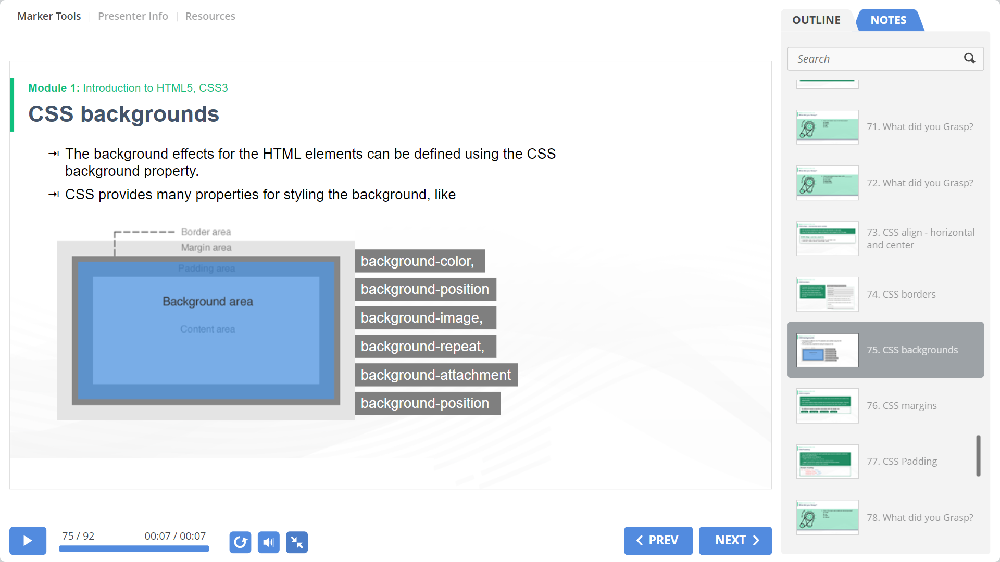 Marker Tools
Presenter Info
Resources
OUTLINE
NOTES
Search
Module 1: Introduction to HTML5, CSS3
CSS backgrounds
The background effects for the HTML elements can be defined using the CSS
background property.
CSS provides many properties for styling the background, like
Border area
Margin area
Padding area
Background area
Content area
background-color,
background-position
background-image,
background-repeat,
background-attachment
background-position
71. What did you Grasp?
72. What did you Grasp?
73. CSS align - horizontal
and center
74. CSS borders
75. CSS backgrounds
76. CSS margins
77. CSS Padding
78. What did you Grasp?
75 / 92
00:07 / 00:07
PREV
NEXT